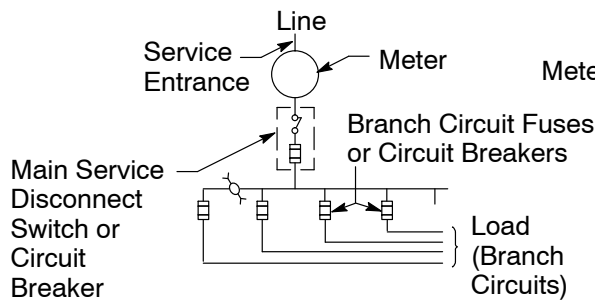 Line
Service
Entrance
Meter
Mete
Branch Circuit Fuses
or Circuit Breakers
Main Service
Disconnect
Switch or
Circuit
Breaker
Load
(Branch
Circuits)